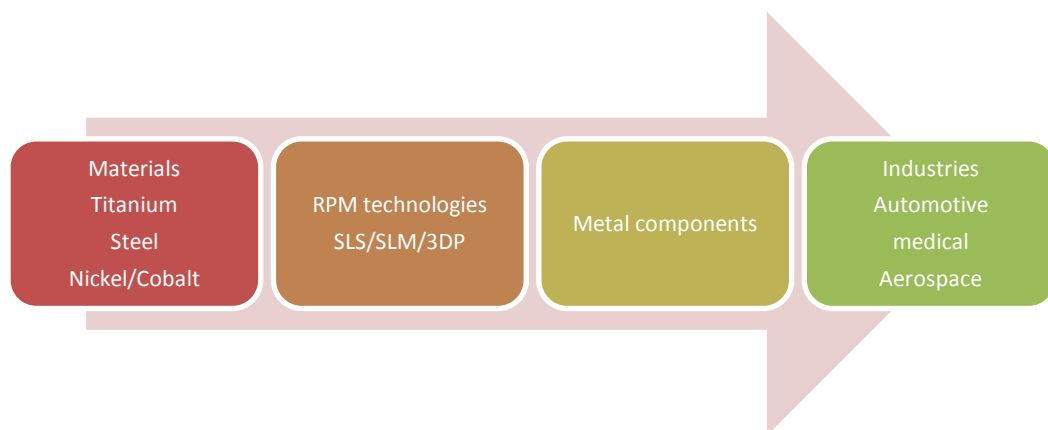 Materials
Titanium
Steel
Nickel/Cobalt
RPM technologies
SLS/SLM/3DP
Metal components
Industries
Automotive
medical
Aerospace